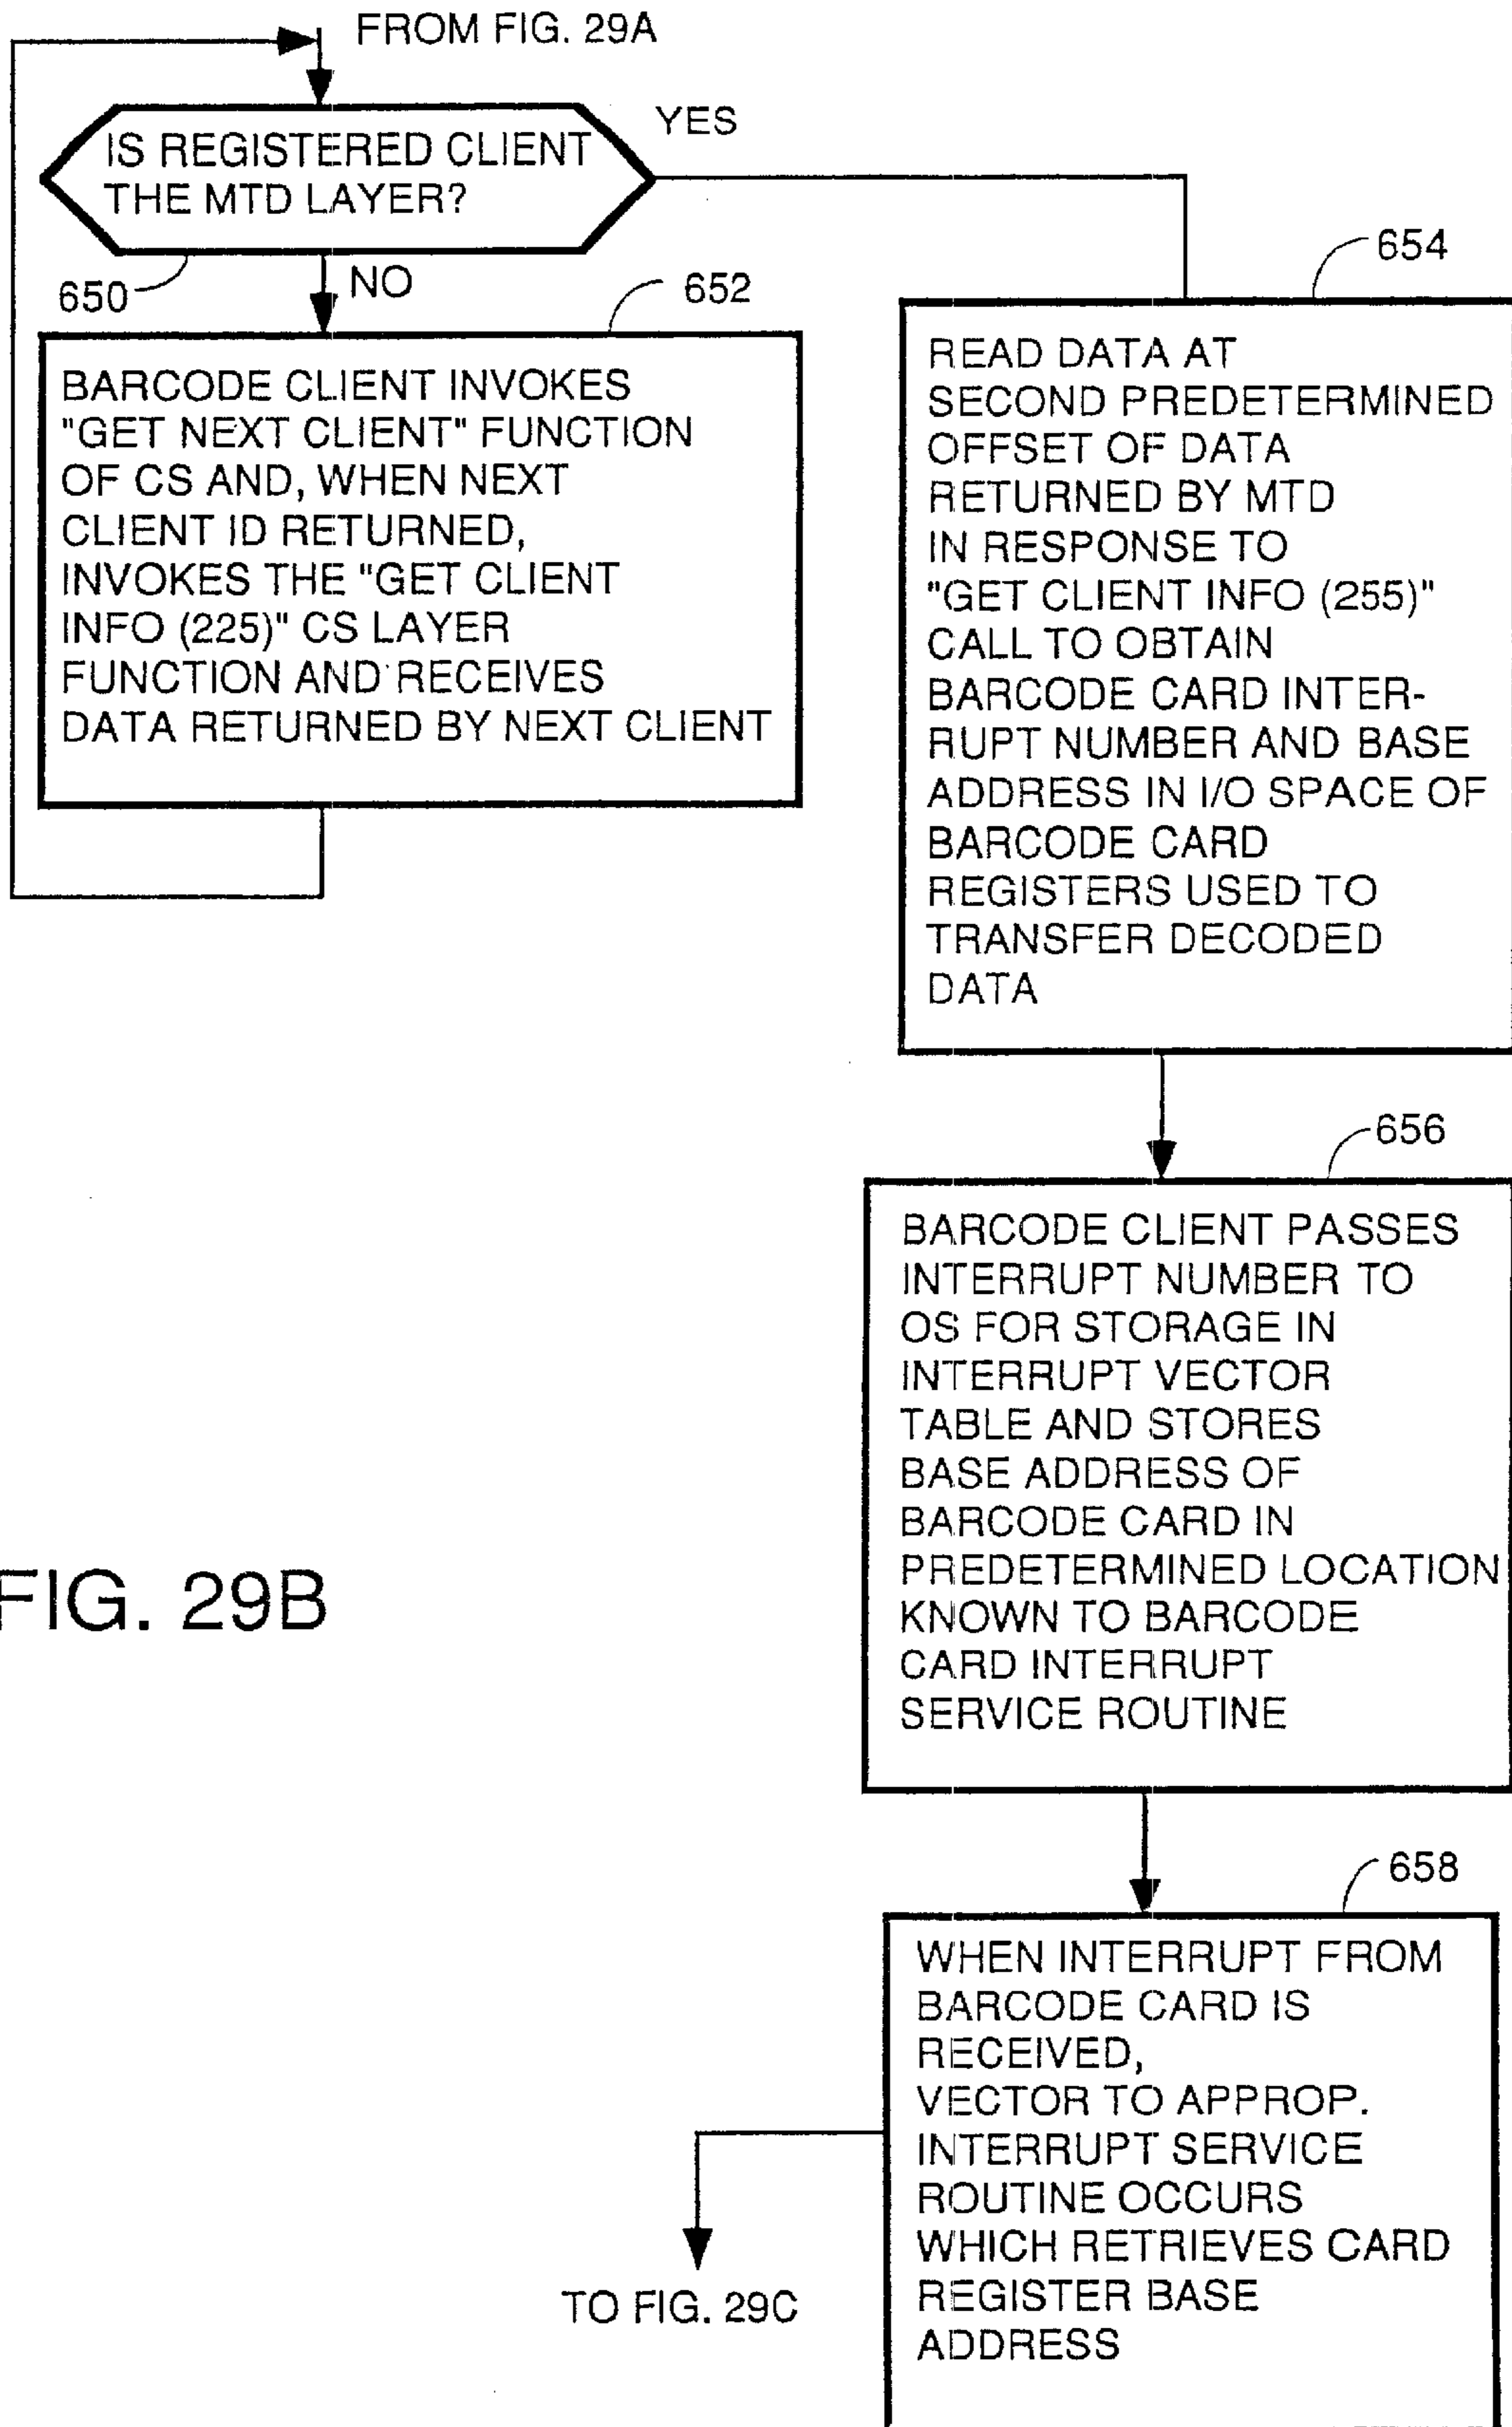 FROM FIG. 29A
IS REGISTERED CLIENT
THE MTD LAYER?
YES
650
NO
652
BARCODE CLIENT INVOKES
"GET NEXT CLIENT" FUNCTION
OF CS AND, WHEN NEXT
CLIENT ID RETURNED,
INVOKES THE "GET CLIENT
INFO (225)" CS LAYER
FUNCTION AND RECEIVES
DATA RETURNED BY NEXT CLIENT
654
READ DATA AT
SECOND PREDETERMINED
OFFSET OF DATA
RETURNED BY MTD
IN RESPONSE TO
"GET CLIENT INFO (255)"
CALL TO OBTAIN
BARCODE CARD INTER-
RUPT NUMBER AND BASE
ADDRESS IN I/O SPACE OF
BARCODE CARD
REGISTERS USED TO
TRANSFER DECODED
DATA
656
BARCODE CLIENT PASSES
INTERRUPT NUMBER TO
OS FOR STORAGE IN
INTERRUPT VECTOR
TABLE AND STORES
BASE ADDRESS OF
BARCODE CARD IN
PREDETERMINED LOCATION
KNOWN TO BARCODE
CARD INTERRUPT
SERVICE ROUTINE
FIG. 29B
658
WHEN INTERRUPT FROM
BARCODE CARD IS
RECEIVED,
VECTOR TO APPROP.
INTERRUPT SERVICE
ROUTINE OCCURS
WHICH RETRIEVES CARD
REGISTER BASE
ADDRESS
TO FIG. 29C